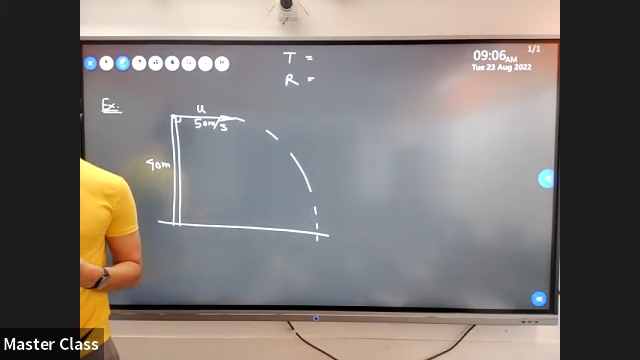 T =
R =
09:06AM
Tue 23 Aug 2022
1/1
Ex.
u
50m/s
90m
Master Class